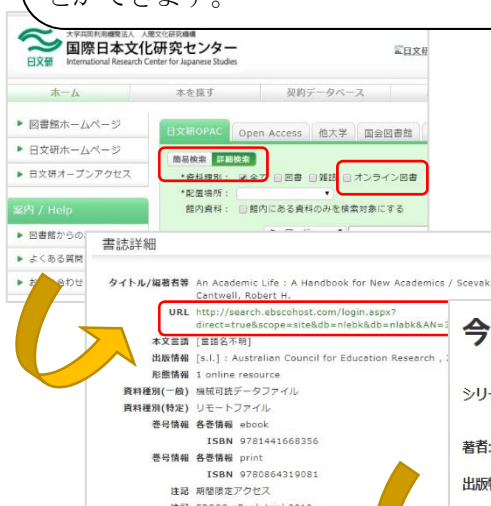 とができます。
大学共同利用機関法人 人間文化研究機構
国際日本文化研究センター
日文研 International Research Center for Japanese Studies
日文研
ホーム 本を探す 契約データベース
図書館ホームページ
日文研ホームページ
日文研オープンアクセス
案内 / Help
図書館からの
よくある質問
お
合わせ
日文研OPAC Open Access 他大学 国会図書館
簡易検索 詳細検索
*資料種別： 全て 図書 雑誌 オンライン図書
*配置場所：
館内資料： 館内にある資料のみを検索対象にする
書誌詳細
タイトル/編著者等 An Academic Life : A Handbook for New Academics / Scevak,
Cantwell, Robert H.
URL http://search.ebscohost.com/login.aspx?
direct=true&scope=site&db=nlebk&db=nlabk&AN=3
本文言語 [言語名不明]
出版情報 [s.l.] : Australian Council for Education Research ,
形態情報 1 online resource
資料種別(一般) 機械可読データファイル
資料種別(特定) リモートファイル
巻号情報 各巻情報 ebook
ISBN 9781441668356
巻号情報 各巻情報 print
ISBN 9780864319081
注記 期間限定アクセス
今
シリ
著者:
出版